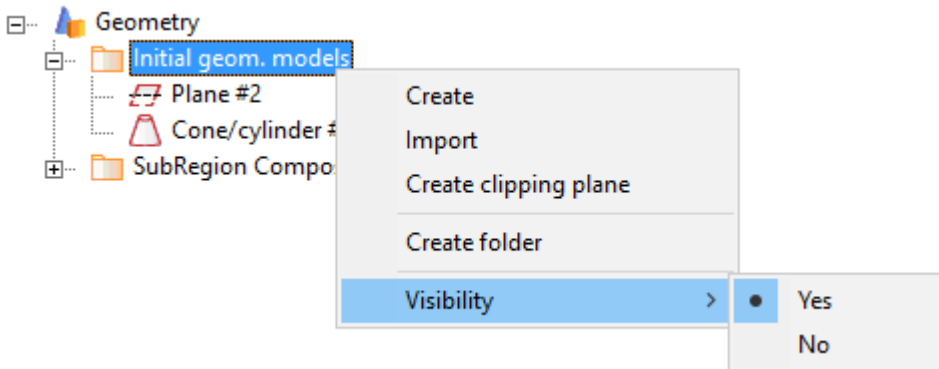 Geometry
Initial geom. models
Plane #2
Cone/cylinder #
SubRegion Compo
Create
Import
Create clipping plane
Create folder
Visibility
Yes
No